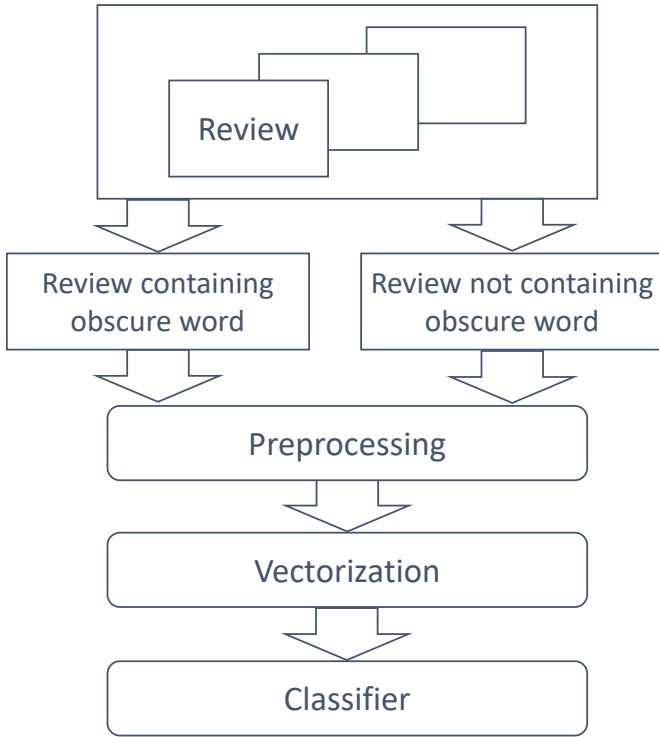 Review
Review containing
obscure word
Review not containing
obscure word
Preprocessing
Vectorization
Classifier